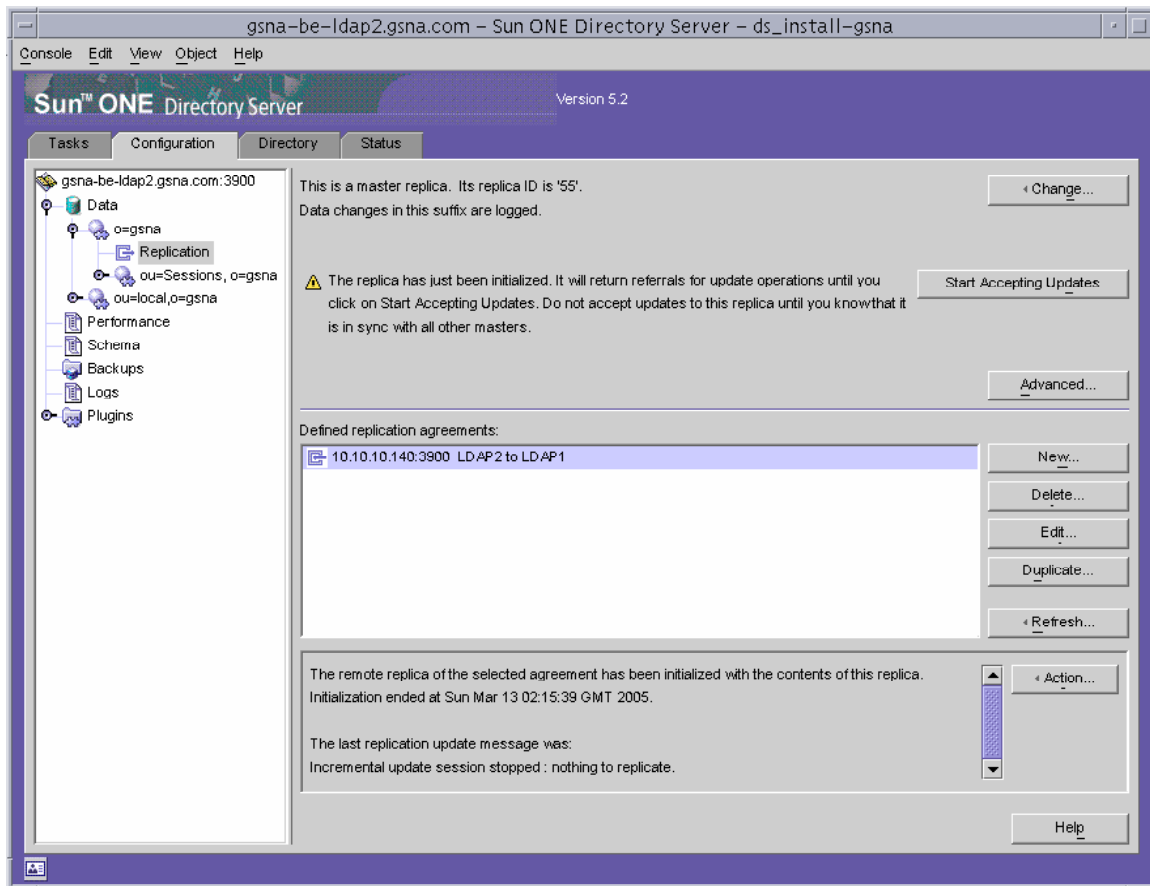 gsna-be-ldap2.gsna.com – Sun ONE Directory Server – ds_install-gsna
Console Edit View Object Help
Sun™ ONE Directory Server
Version 5.2
Tasks Configuration Directory Status
gsna-be-ldap2.gsna.com:3900
Data
o=gsna
Replication
ou=Sessions, o=gsna
ou=local,o=gsna
Performance
Schema
Backups
Logs
Plugins
This is a master replica. Its replica ID is '55'.
Data changes in this suffix are logged.
Change...
The replica has just been initialized. It will return referrals for update operations until you
click on Start Accepting Updates. Do not accept updates to this replica until you know that it
is in sync with all other masters.
Start Accepting Updates
Advanced...
Defined replication agreements:
10.10.10.140:3900 LDAP2 to LDAP1
New...
Delete...
Edit...
Duplicate...
Refresh...
The remote replica of the selected agreement has been initialized with the contents of this replica.
Initialization ended at Sun Mar 13 02:15:39 GMT 2005.
The last replication update message was:
Incremental update session stopped : nothing to replicate.
Action...
Help